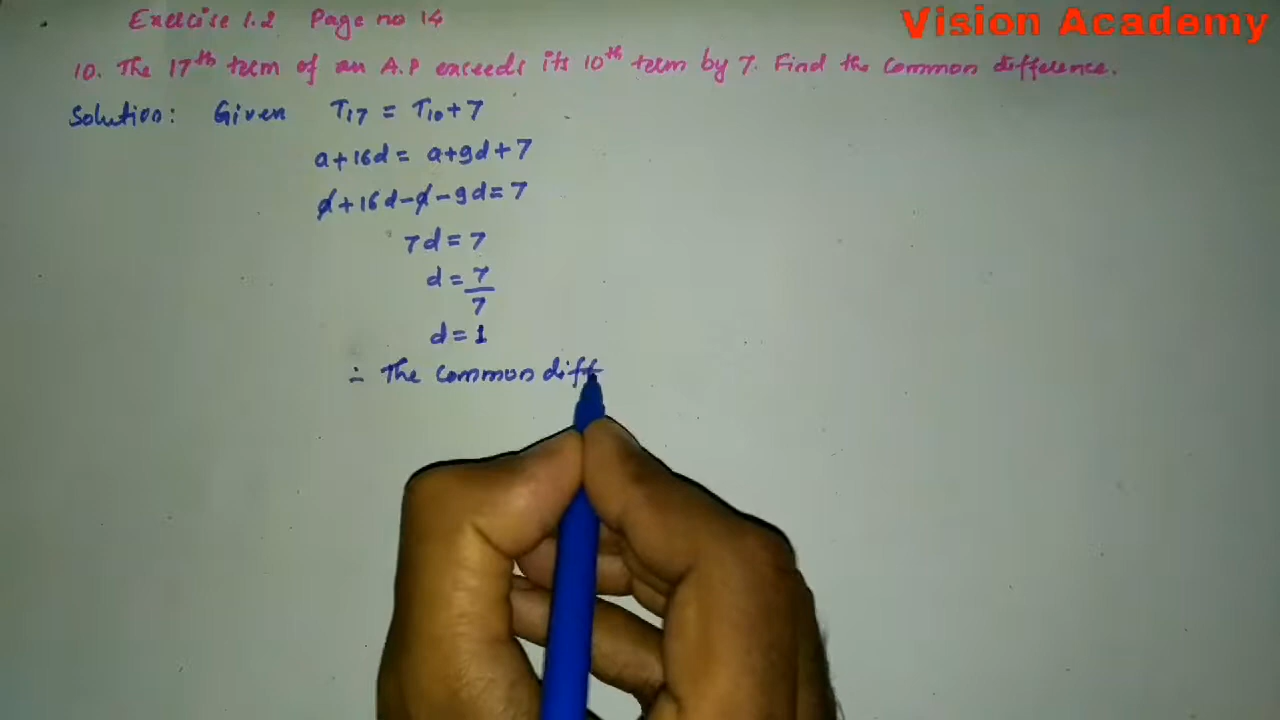 Exercise 1.2 Page no 14
Vision Academy
10. The 17th term of an A.P exceeds its 10th term by 7. Find the Common difference.
Solution: Given T17 = T10 + 7
a+16d = a+9d+7
a+16d-a-9d=7
7d = 7
d = 7/7
d = 1
∴ The Common diff